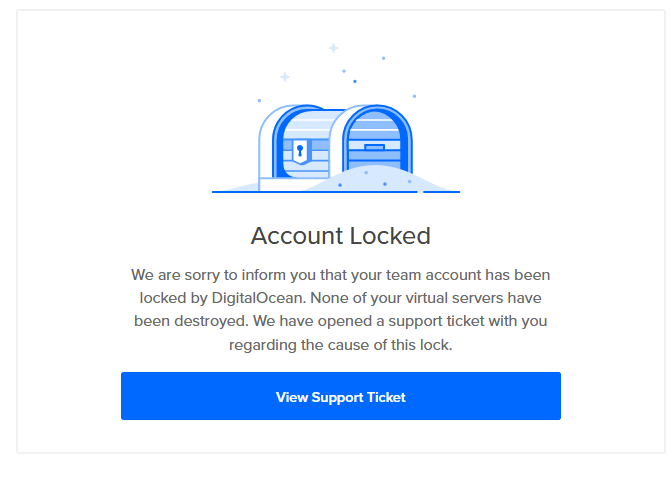 Account Locked
We are sorry to inform you that your team account has been
locked by DigitalOcean. None of your virtual servers have
been destroyed. We have opened a support ticket with you
regarding the cause of this lock.
View Support Ticket